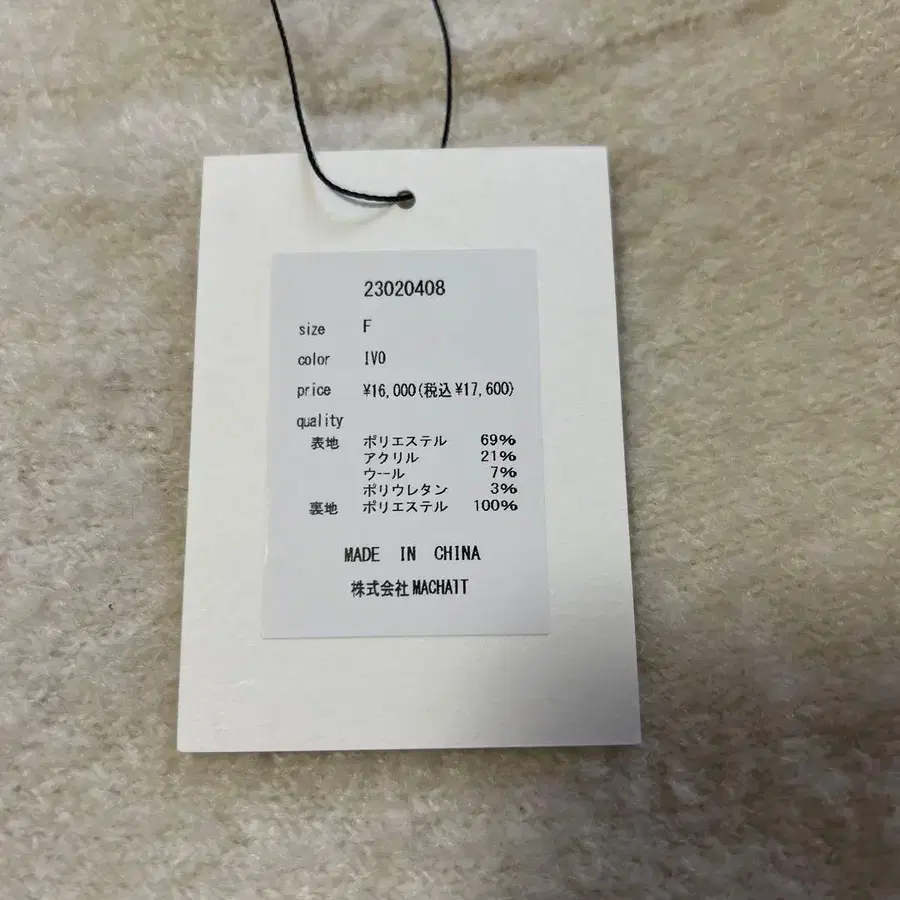 23020408
size F
color IVO
price ¥16,000(税込¥17,600)
quality
表地 ポリエステル 69%
アクリル 21%
ウール 7%
ポリウレタン 3%
裏地 ポリエステル 100%
MADE IN CHINA
株式会社MACHATT